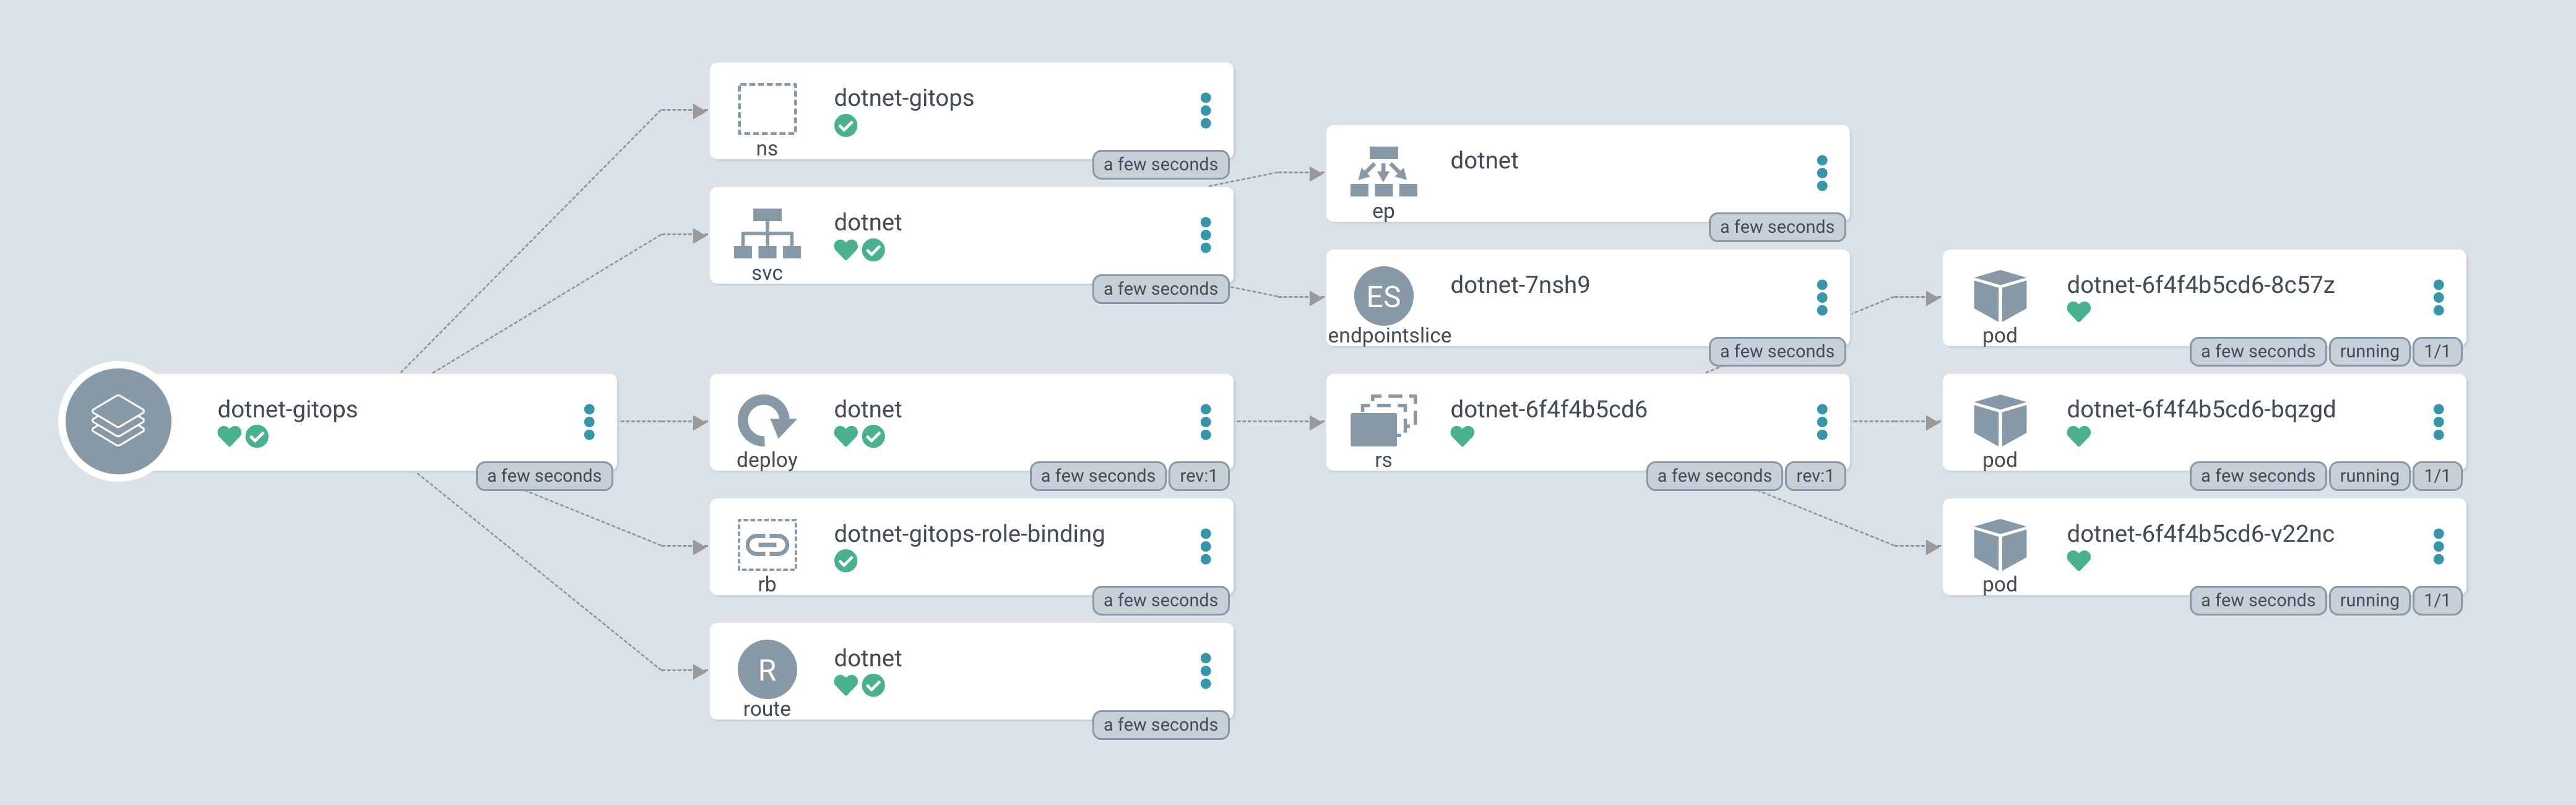 dotnet-gitops
a few seconds
dotnet-gitops
ns
a few seconds
dotnet
svc
a few seconds
dotnet
deploy
a few seconds
rev:1
dotnet-gitops-role-binding
rb
a few seconds
R
dotnet
route
a few seconds
dotnet
ep
a few seconds
ES
dotnet-7nsh9
endpointslice
a few seconds
dotnet-6f4f4b5cd6
rs
a few seconds
rev:1
dotnet-6f4f4b5cd6-8c57z
pod
a few seconds
running
1/1
dotnet-6f4f4b5cd6-bqzgd
pod
a few seconds
running
1/1
dotnet-6f4f4b5cd6-v22nc
pod
a few seconds
running
1/1